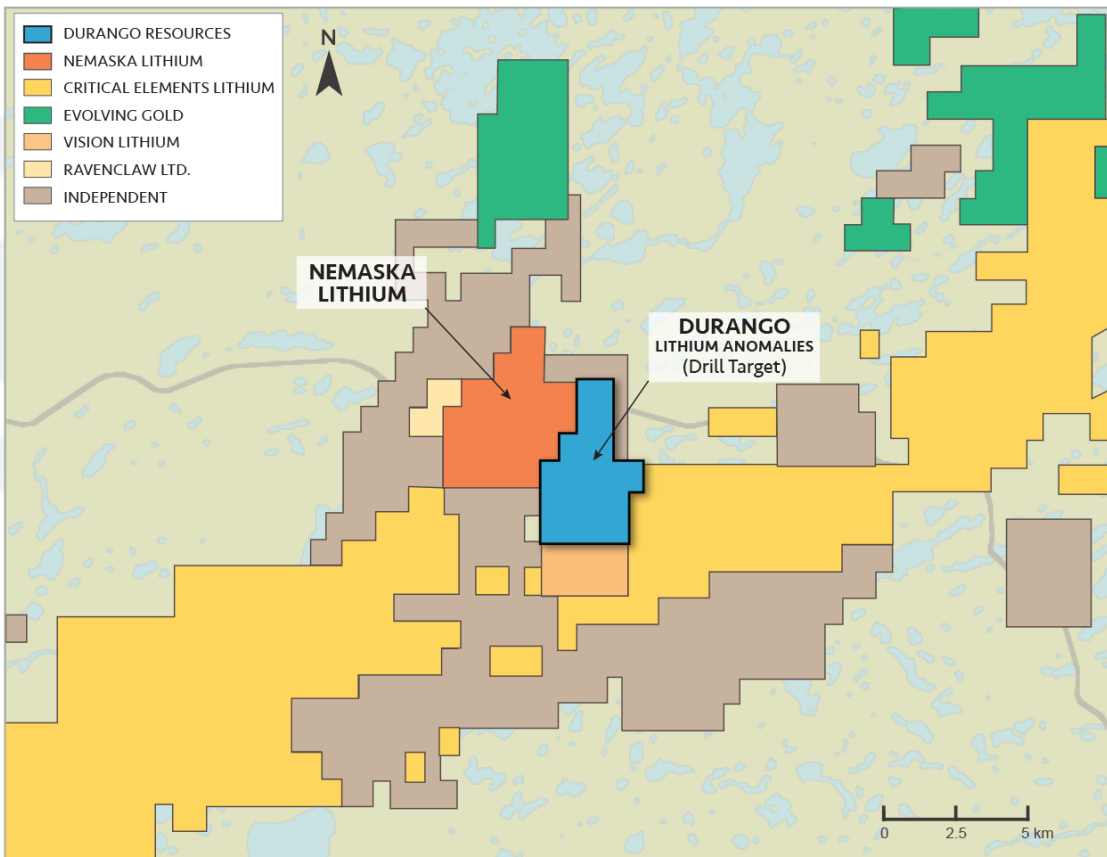 DURANGO RESOURCES
NEMASKA LITHIUM
CRITICAL ELEMENTS LITHIUM
EVOLVING GOLD
VISION LITHIUM
RAVENCLAW LTD.
INDEPENDENT
N
NEMASKA
LITHIUM
DURANGO
LITHIUM ANOMALIES
(Drill Target)
0 2.5 5 km